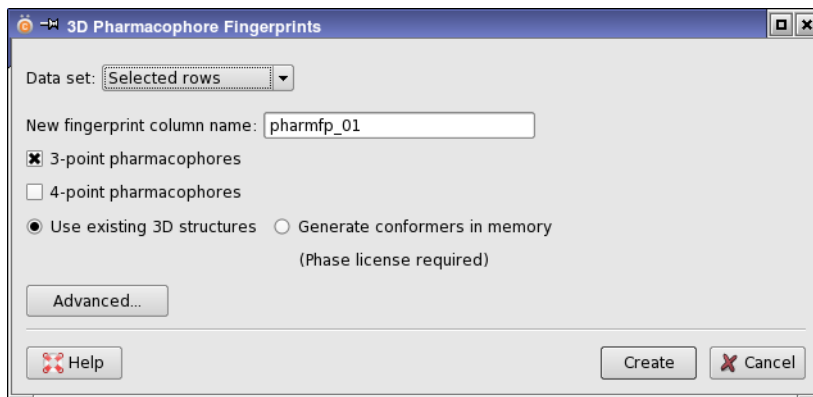 3D Pharmacophore Fingerprints
Data set: Selected rows
New fingerprint column name: pharmfp_01
3-point pharmacophores
4-point pharmacophores
Use existing 3D structures Generate conformers in memory
(Phase license required)
Advanced...
Help Create Cancel